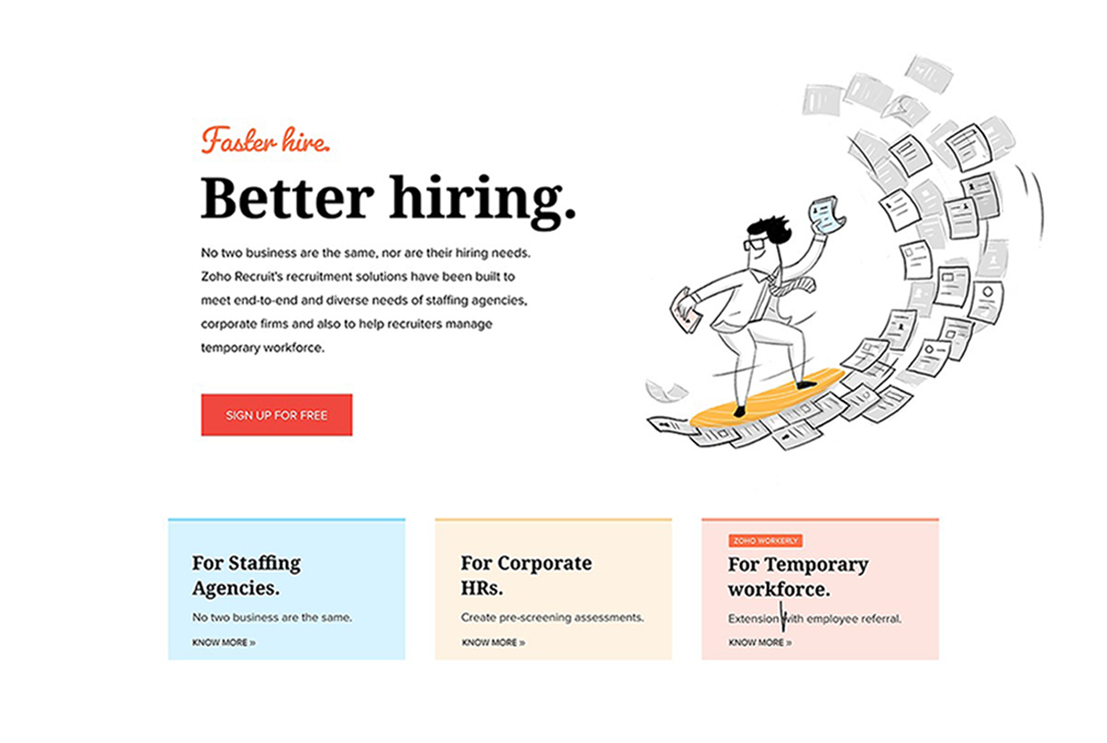 Faster hire.
Better hiring.
No two business are the same, nor are their hiring needs.
Zoho Recruit's recruitment solutions have been built to
meet end-to-end and diverse needs of staffing agencies,
corporate firms and also to help recruiters manage
temporary workforce.
SIGN UP FOR FREE
For Staffing
Agencies.
No two business are the same.
KNOW MORE »
For Corporate
HRs.
Create pre-screening assessments.
KNOW MORE »
ZOHO WORKERLY
For Temporary
workforce.
Extension with employee referral.
KNOW MORE »